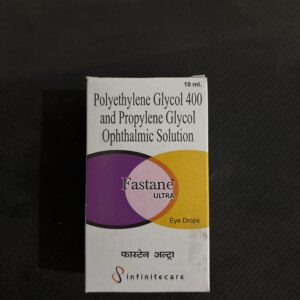 10 ml.
Polyethylene Glycol 400
and Propylene Glycol
Ophthalmic Solution
Fastane®
ULTRA
Eye Drops
फास्टेन अल्ट्रा
infinitecare